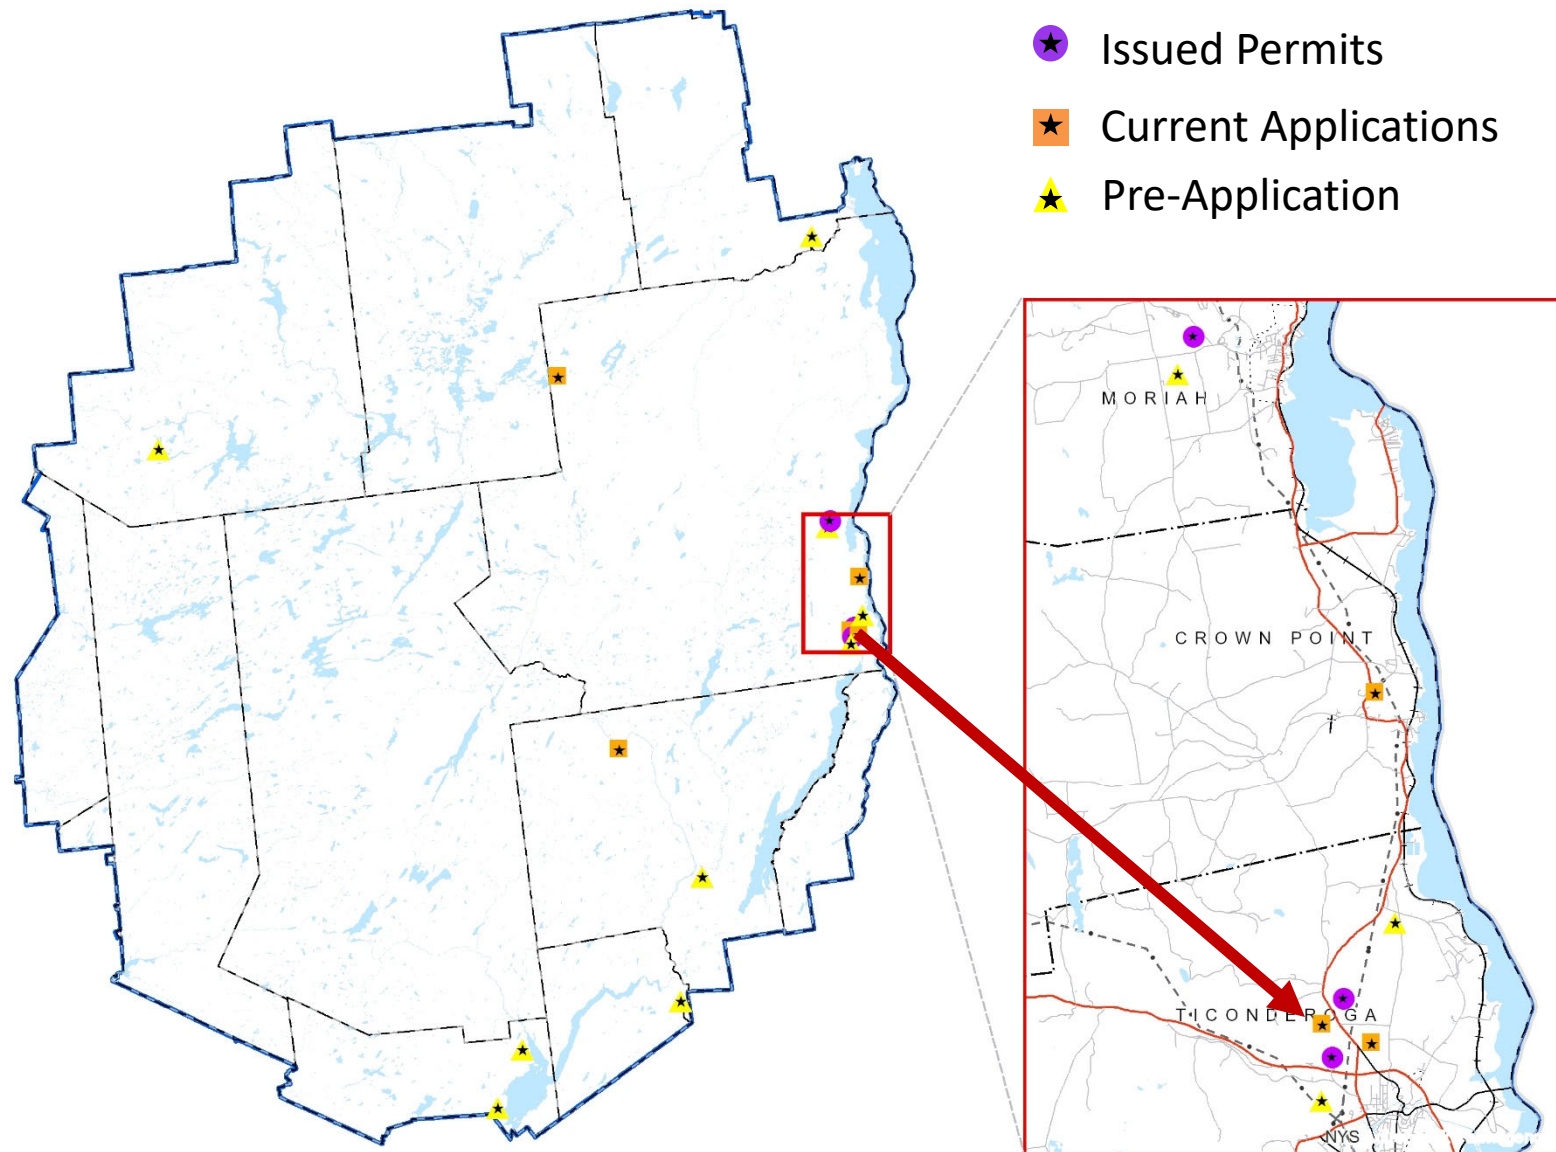 Issued Permits
Current Applications
Pre-Application
MORIAH
CROWN POINT
TICONDEROGA
NYS